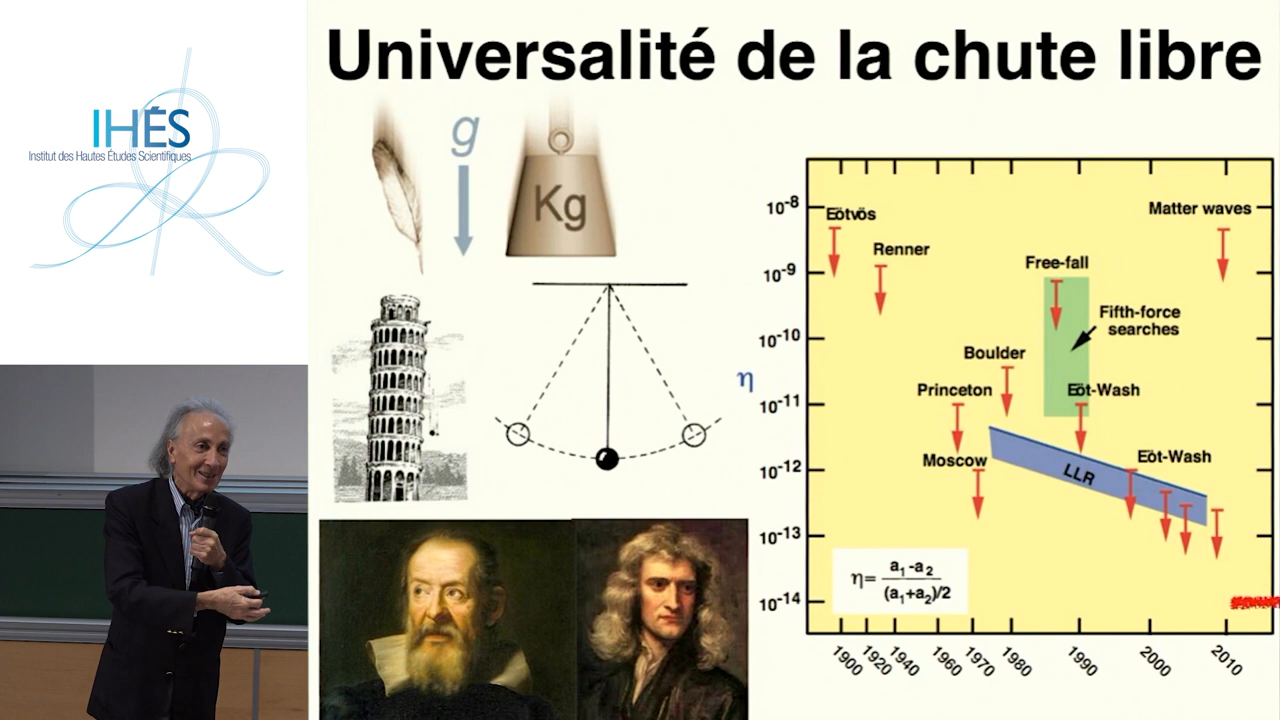 IHÉS
Institut des Hautes Études Scientifiques
Universalité de la chute libre
g
Kg
10-8
10-9
10-10
10-11
10-12
10-13
10-14
η
Eötvös
Renner
Matter waves
Free-fall
Fifth-force
searches
Boulder
Princeton
Eöt-Wash
Moscow
LLR
Eöt-Wash
η= a1-a2
(a1+a2)/2
1900
1920
1940
1960
1970
1980
1990
2000
2010